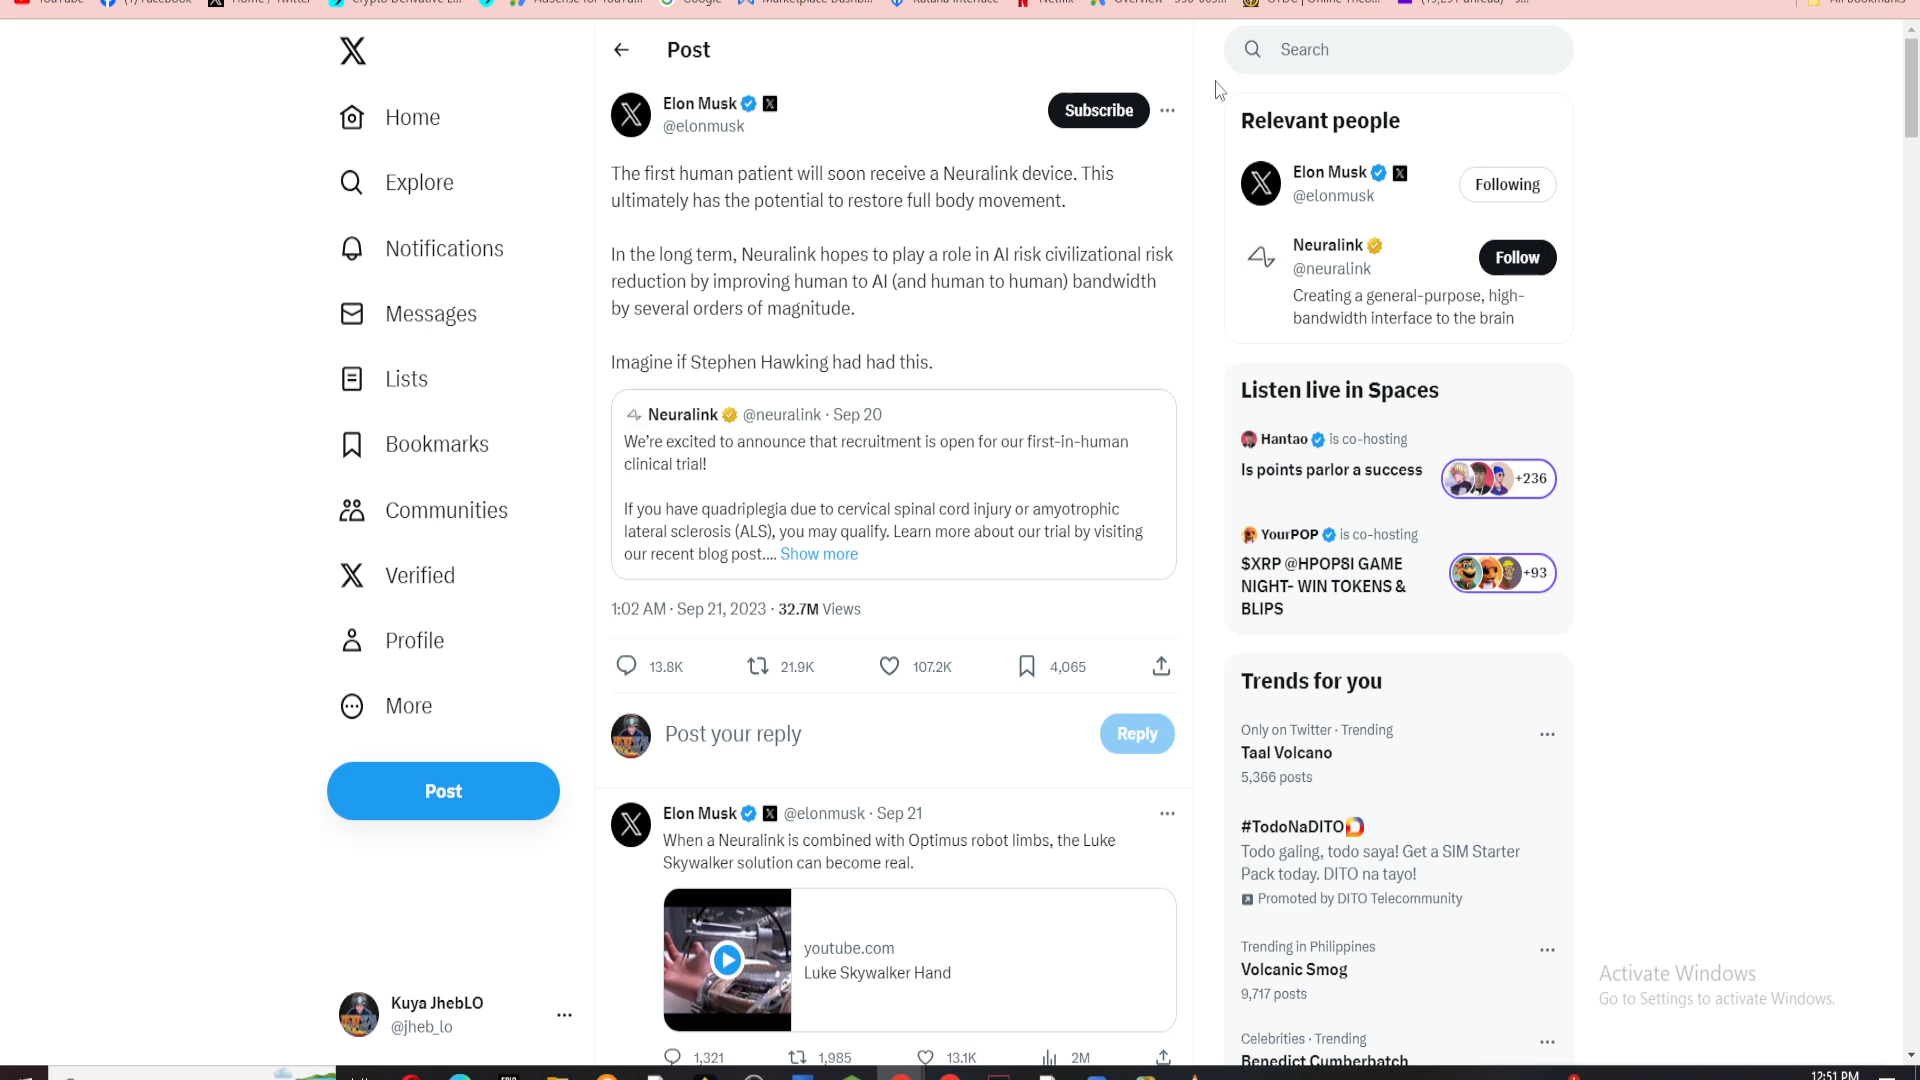 Post
Elon Musk
@elonmusk
Subscribe
The first human patient will soon receive a Neuralink device. This
ultimately has the potential to restore full body movement.
In the long term, Neuralink hopes to play a role in AI risk civilizational risk
reduction by improving human to AI (and human to human) bandwidth
by several orders of magnitude.
Imagine if Stephen Hawking had had this.
Neuralink @neuralink · Sep 20
We're excited to announce that recruitment is open for our first-in-human
clinical trial!
If you have quadriplegia due to cervical spinal cord injury or amyotrophic
lateral sclerosis (ALS), you may qualify. Learn more about our trial by visiting
our recent blog post.... Show more
1:02 AM · Sep 21, 2023 · 32.7M Views
13.8K 21.9K 107.2K 4,065
Post your reply
Reply
Elon Musk @elonmusk · Sep 21
When a Neuralink is combined with Optimus robot limbs, the Luke
Skywalker solution can become real.
youtube.com
Luke Skywalker Hand
1,321 1,985 13.1K 2M
Home
Explore
Notifications
Messages
Lists
Bookmarks
Communities
Verified
Profile
More
Post
Kuya JhebLO
@jheb_lo
Search
Relevant people
Elon Musk
@elonmusk
Following
Neuralink
@neuralink
Follow
Creating a general-purpose, high-
bandwidth interface to the brain
Listen live in Spaces
Hantao is co-hosting
Is points parlor a success
+236
YourPOP is co-hosting
$XRP @HPOP8I GAME
NIGHT- WIN TOKENS &
BLIPS
+93
Trends for you
Only on Twitter · Trending
Taal Volcano
5,366 posts
#TodoNaDITO
Todo galing, todo saya! Get a SIM Starter
Pack today. DITO na tayo!
Promoted by DITO Telecommunity
Trending in Philippines
Volcanic Smog
9,717 posts
Celebrities · Trending
Benedict Cumberbatch
Activate Windows
Go to Settings to activate Windows.
12:51 PM